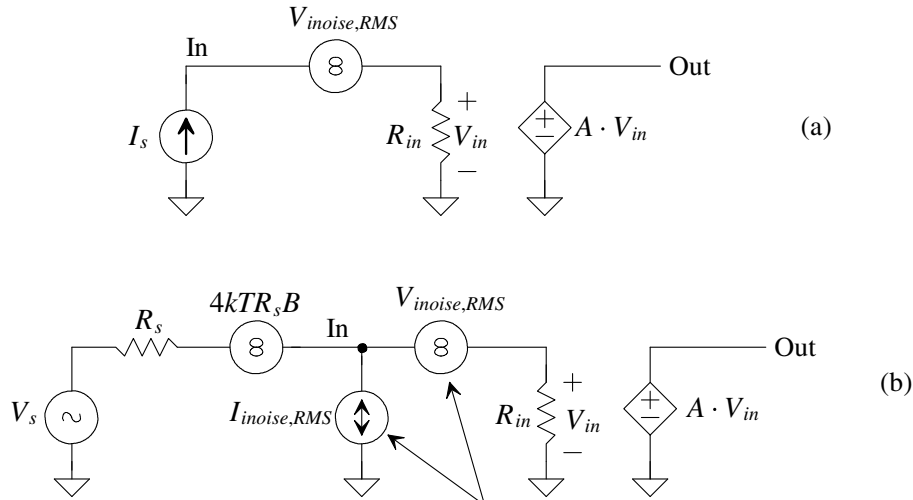 V_{inoise,RMS}
In
Out
I_s
R_in
+
V_in
−
+
−
A · V_in
(a)
4kTR_sB
V_{inoise,RMS}
R_s
In
Out
V_s
I_{inoise,RMS}
R_in
+
V_in
−
+
−
A · V_in
(b)